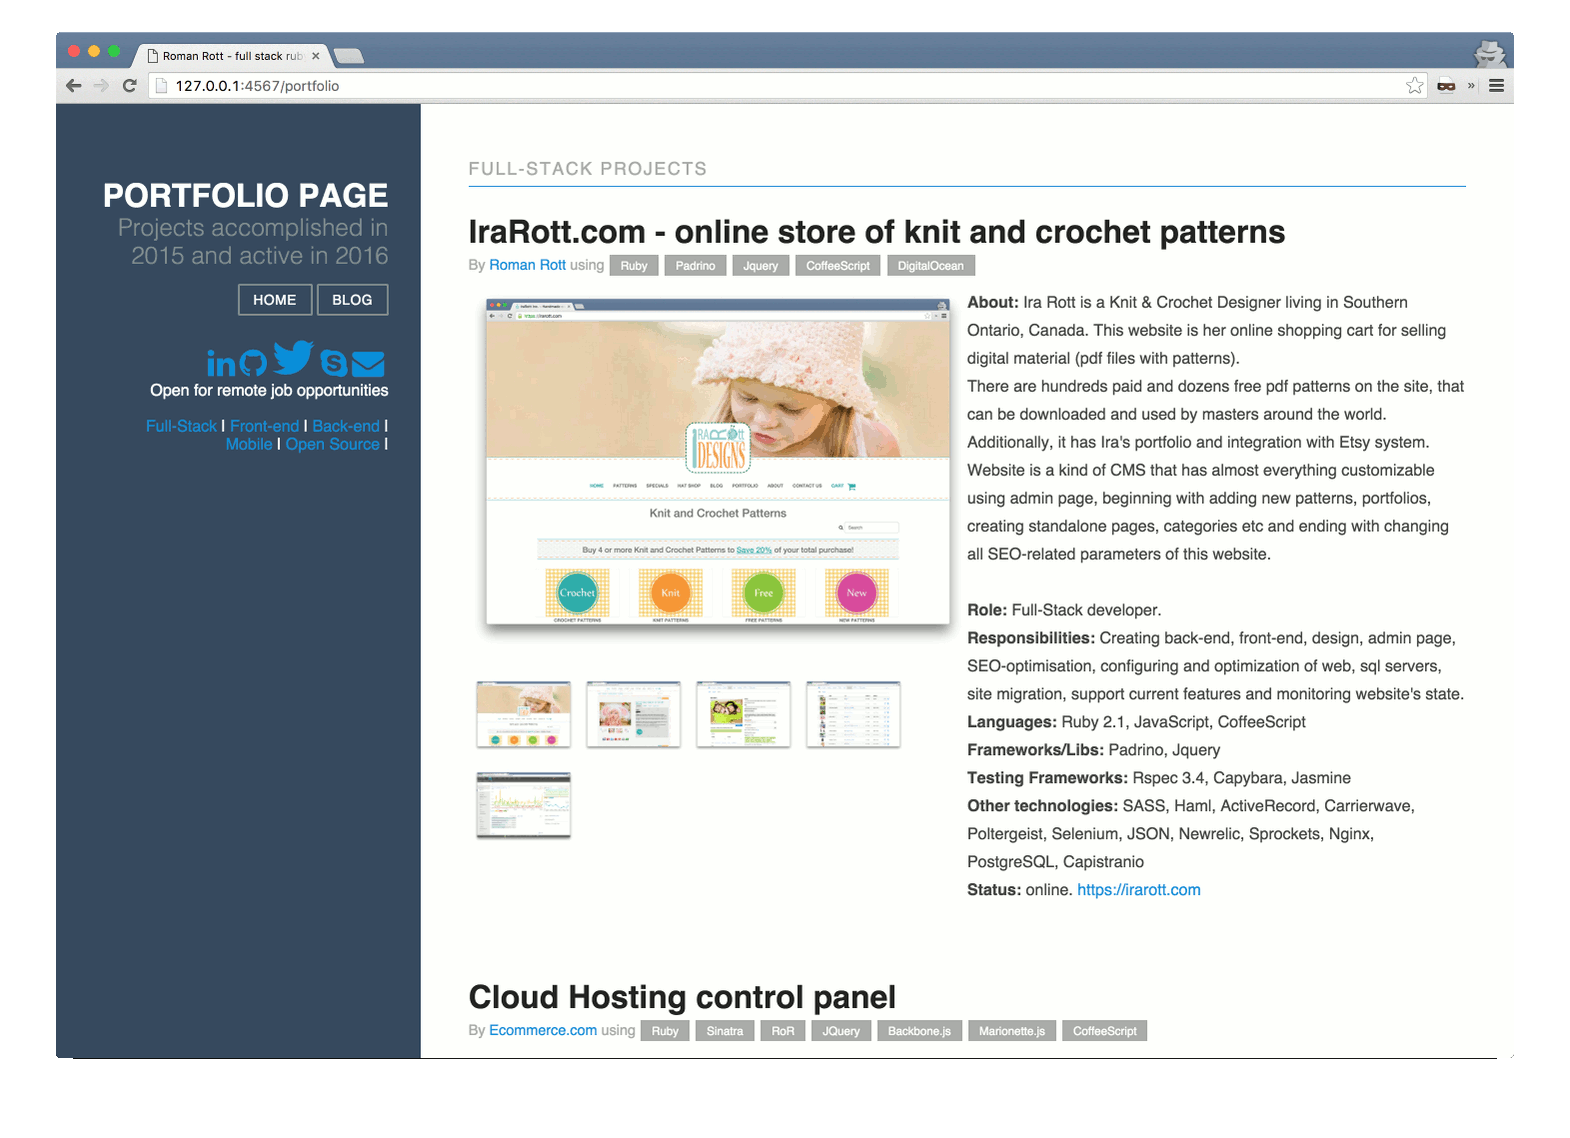 Roman Rott - full stack rub
127.0.0.1:4567/portfolio
PORTFOLIO PAGE
Projects accomplished in
2015 and active in 2016
HOME BLOG
Open for remote job opportunities
Full-Stack | Front-end | Back-end |
Mobile | Open Source |
FULL-STACK PROJECTS
IraRott.com - online store of knit and crochet patterns
By Roman Rott using Ruby Padrino Jquery CoffeeScript DigitalOcean
https://irarott.com
IRA ROTT
DESIGNS
HOME PATTERNS SPECIALS HAT SHOP BLOG PORTFOLIO ABOUT CONTACT US CART
Knit and Crochet Patterns
Search
Buy 4 or more Knit and Crochet Patterns to Save 20% of your total purchase!
Crochet Knit Free New
CROCHET PATTERNS KNIT PATTERNS FREE PATTERNS NEW PATTERNS
About: Ira Rott is a Knit & Crochet Designer living in Southern
Ontario, Canada. This website is her online shopping cart for selling
digital material (pdf files with patterns).
There are hundreds paid and dozens free pdf patterns on the site, that
can be downloaded and used by masters around the world.
Additionally, it has Ira's portfolio and integration with Etsy system.
Website is a kind of CMS that has almost everything customizable
using admin page, beginning with adding new patterns, portfolios,
creating standalone pages, categories etc and ending with changing
all SEO-related parameters of this website.
Role: Full-Stack developer.
Responsibilities: Creating back-end, front-end, design, admin page,
SEO-optimisation, configuring and optimization of web, sql servers,
site migration, support current features and monitoring website's state.
Languages: Ruby 2.1, JavaScript, CoffeeScript
Frameworks/Libs: Padrino, Jquery
Testing Frameworks: Rspec 3.4, Capybara, Jasmine
Other technologies: SASS, Haml, ActiveRecord, Carrierwave,
Poltergeist, Selenium, JSON, Newrelic, Sprockets, Nginx,
PostgreSQL, Capistranio
Status: online. https://irarott.com
Cloud Hosting control panel
By Ecommerce.com using Ruby Sinatra RoR JQuery Backbone.js Marionette.js CoffeeScript